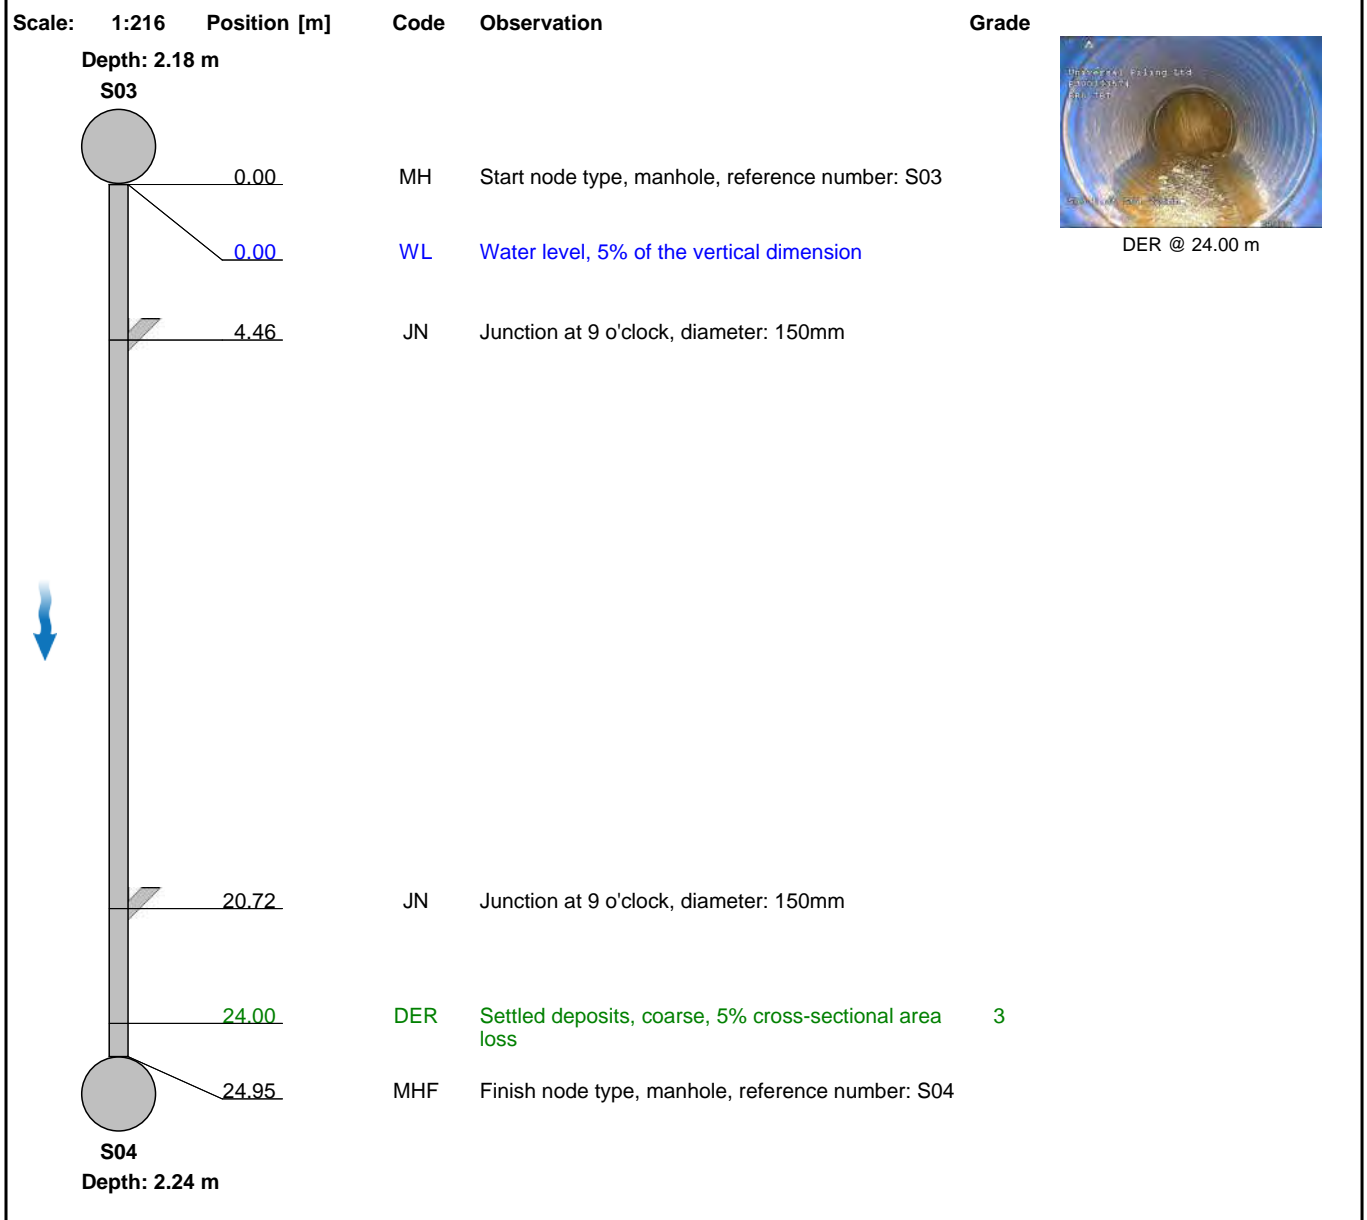 Scale: 1:216 Position [m] Code Observation Grade
Depth: 2.18 m
S03
Universal Piling Ltd
0.00 MH Start node type, manhole, reference number: S03
0.00 WL Water level, 5% of the vertical dimension
DER @ 24.00 m
4.46 JN Junction at 9 o'clock, diameter: 150mm
20.72 JN Junction at 9 o'clock, diameter: 150mm
24.00 DER Settled deposits, coarse, 5% cross-sectional area 3
loss
24.95 MHF Finish node type, manhole, reference number: S04
S04
Depth: 2.24 m